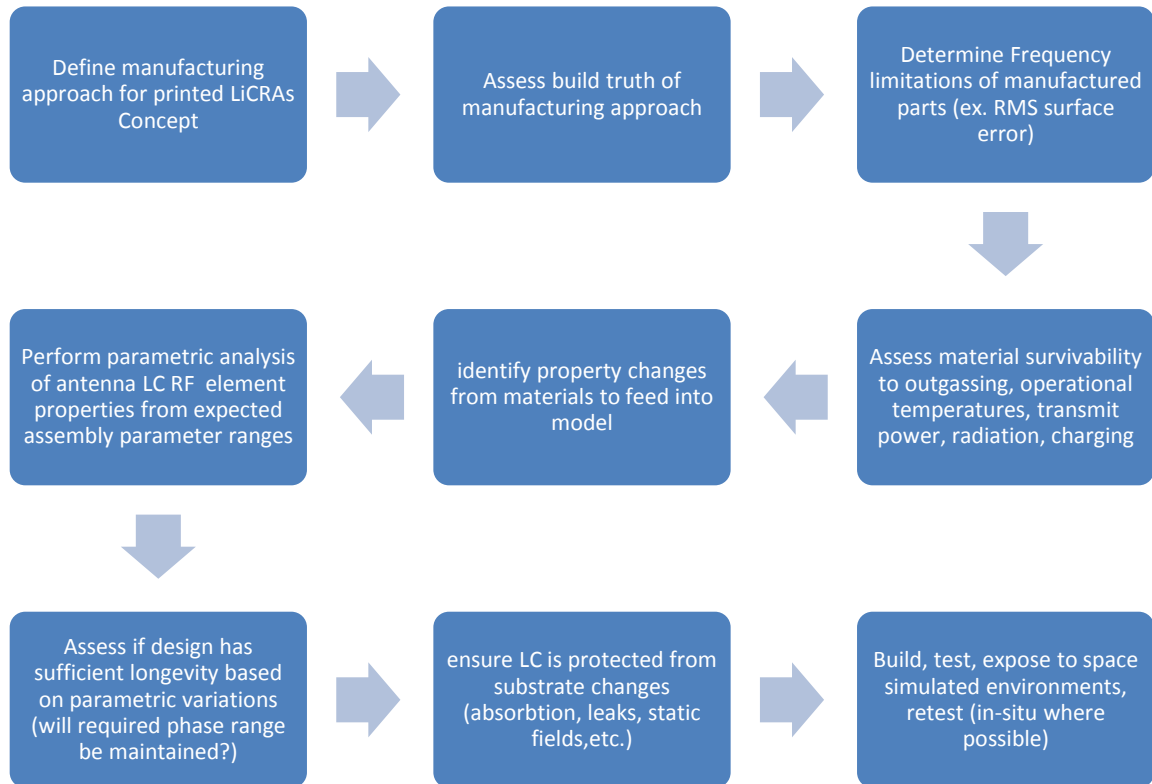 Define manufacturing
approach for printed LiCRAs
Concept
Assess build truth of
manufacturing approach
Determine Frequency
limitations of manufactured
parts (ex. RMS surface
error)
Assess material survivability
to outgassing, operational
temperatures, transmit
power, radiation, charging
identify property changes
from materials to feed into
model
Perform parametric analysis
of antenna LC RF element
properties from expected
assembly parameter ranges
Assess if design has
sufficient longevity based
on parametric variations
(will required phase range
be maintained?)
ensure LC is protected from
substrate changes
(absorbtion, leaks, static
fields,etc.)
Build, test, expose to space
simulated environments,
retest (in-situ where
possible)